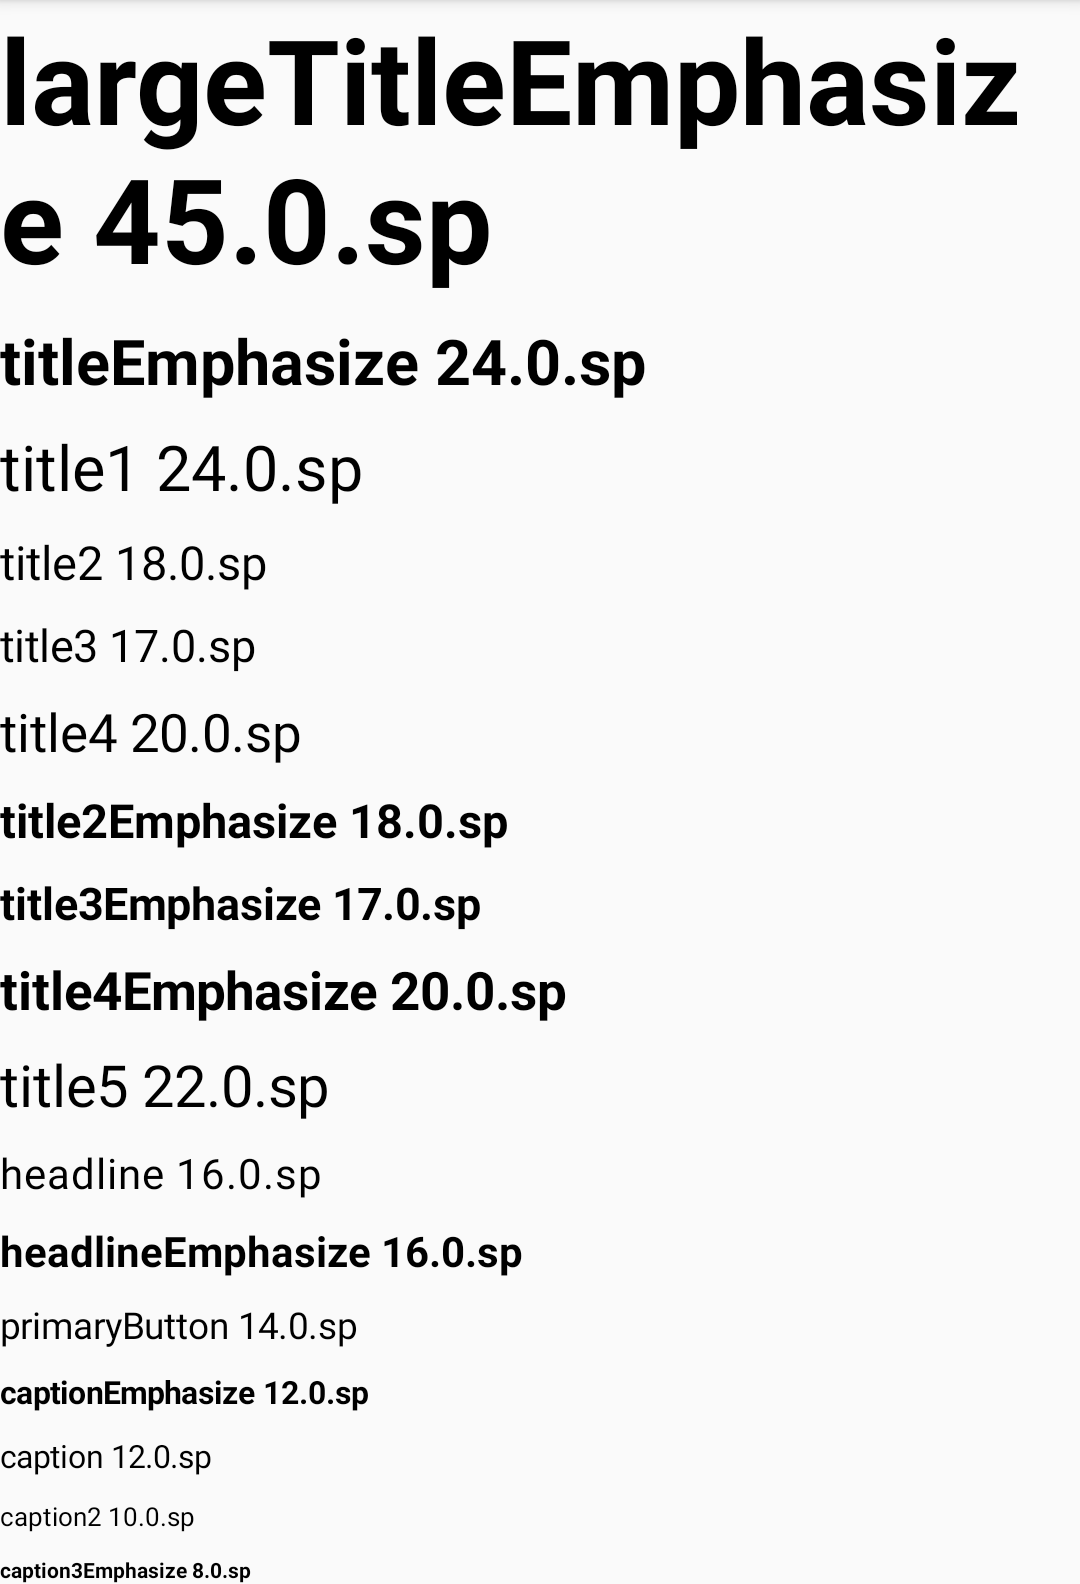 largeTitleEmphasiz
e 45.0.sp
titleEmphasize 24.0.sp
title1 24.0.sp
title2 18.0.sp
title3 17.0.sp
title4 20.0.sp
title2Emphasize 18.0.sp
title3Emphasize 17.0.sp
title4Emphasize 20.0.sp
title5 22.0.sp
headline 16.0.sp
headlineEmphasize 16.0.sp
primaryButton 14.0.sp
captionEmphasize 12.0.sp
caption 12.0.sp
caption2 10.0.sp
caption3Emphasize 8.0.sp